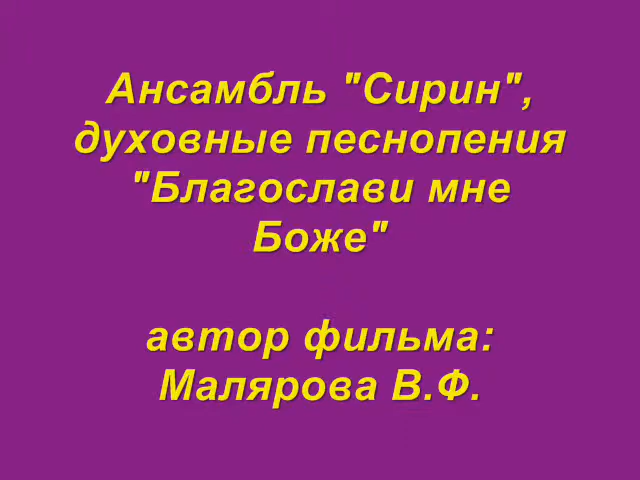 Ансамбль "Сирин",
духовные песнопения
"Благослави мне
Боже"
автор фильма:
Малярова В.Ф.